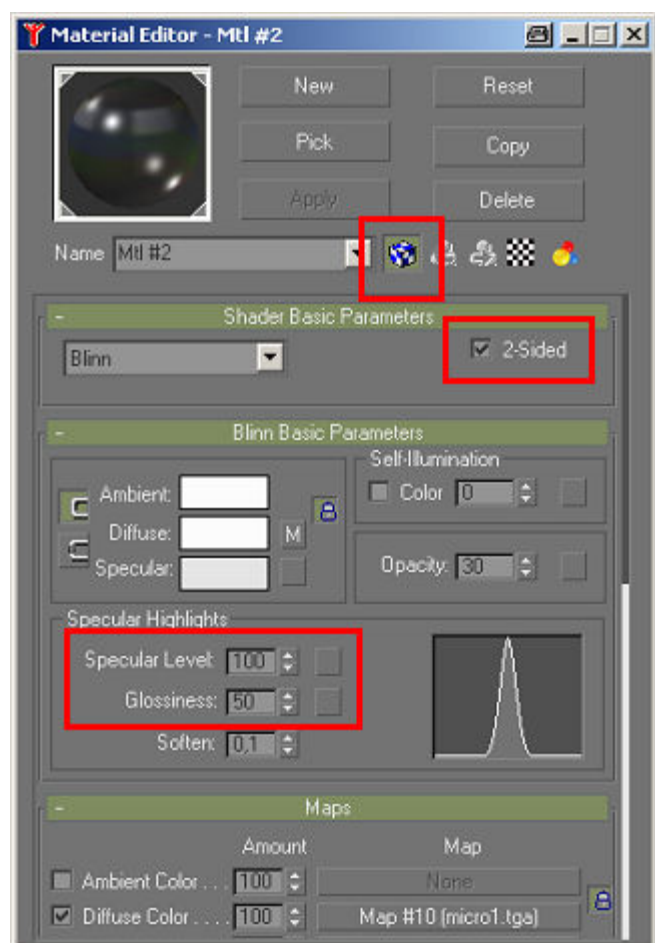 Material Editor - Mtl #2
New
Reset
Pick
Copy
Apply
Delete
Name Mtl #2
- Shader Basic Parameters
Blinn
2-Sided
- Blinn Basic Parameters
Self-Illumination
Ambient:
Color 0
Diffuse: M
Specular:
Opacity: 30
Specular Highlights
Specular Level: 100
Glossiness: 50
Soften: 0,1
- Maps
Amount Map
Ambient Color . . . 100 None
Diffuse Color . . . . 100 Map #10 (micro1.tga)